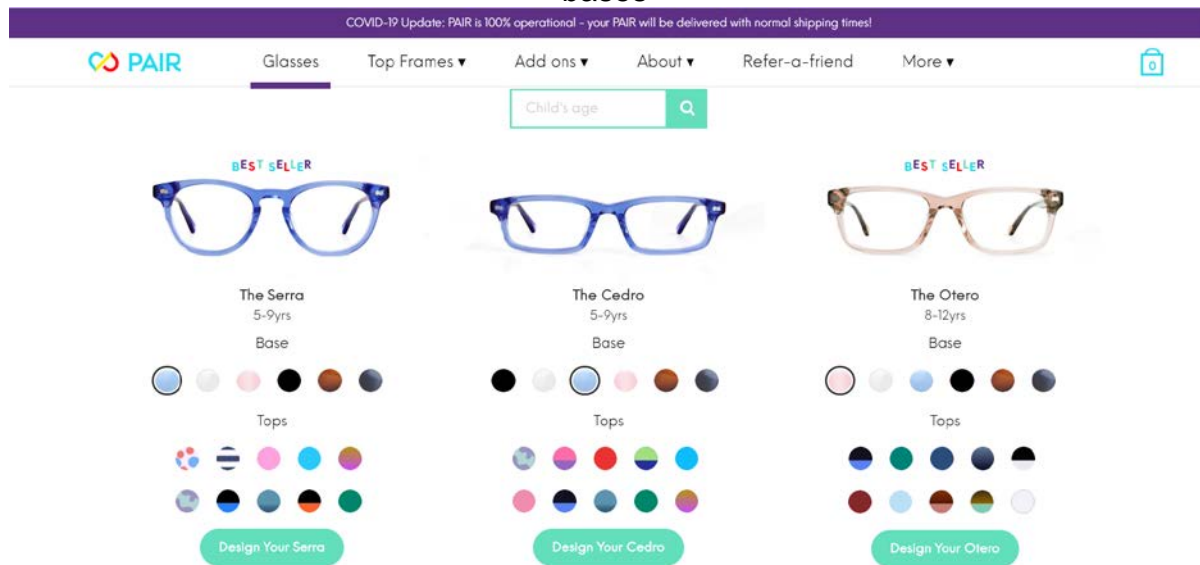 bases
COVID-19 Update: PAIR is 100% operational - your PAIR will be delivered with normal shipping times!
PAIR Glasses Top Frames ▼ Add ons ▼ About ▼ Refer-a-friend More ▼ 0
Child's age
BEST SELLER BEST SELLER
The Serra The Cedro The Otero
5-9yrs 5-9yrs 8-12yrs
Base Base Base
Tops Tops Tops
Design Your Serra Design Your Cedro Design Your Otero